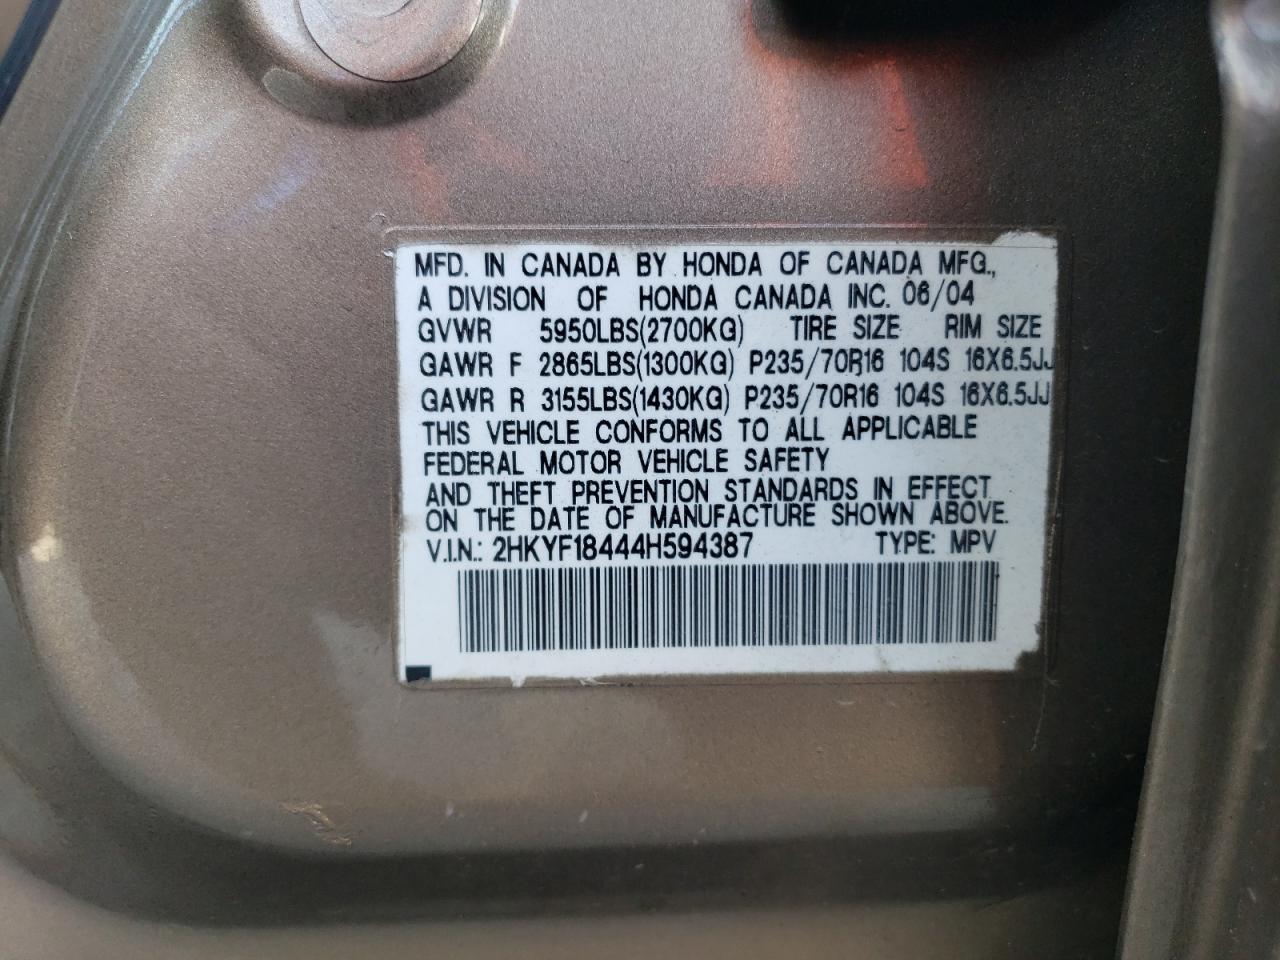 MFD. IN CANADA BY HONDA OF CANADA MFG.,
A DIVISION OF HONDA CANADA INC. 06/04
GVWR 5950LBS(2700KG) TIRE SIZE RIM SIZE
GAWR F 2865LBS(1300KG) P235/70R16 104S 16X6.5JJ
GAWR R 3155LBS(1430KG) P235/70R16 104S 16X6.5JJ
THIS VEHICLE CONFORMS TO ALL APPLICABLE
FEDERAL MOTOR VEHICLE SAFETY
AND THEFT PREVENTION STANDARDS IN EFFECT
ON THE DATE OF MANUFACTURE SHOWN ABOVE.
V.I.N.: 2HKYF18444H594387 TYPE: MPV